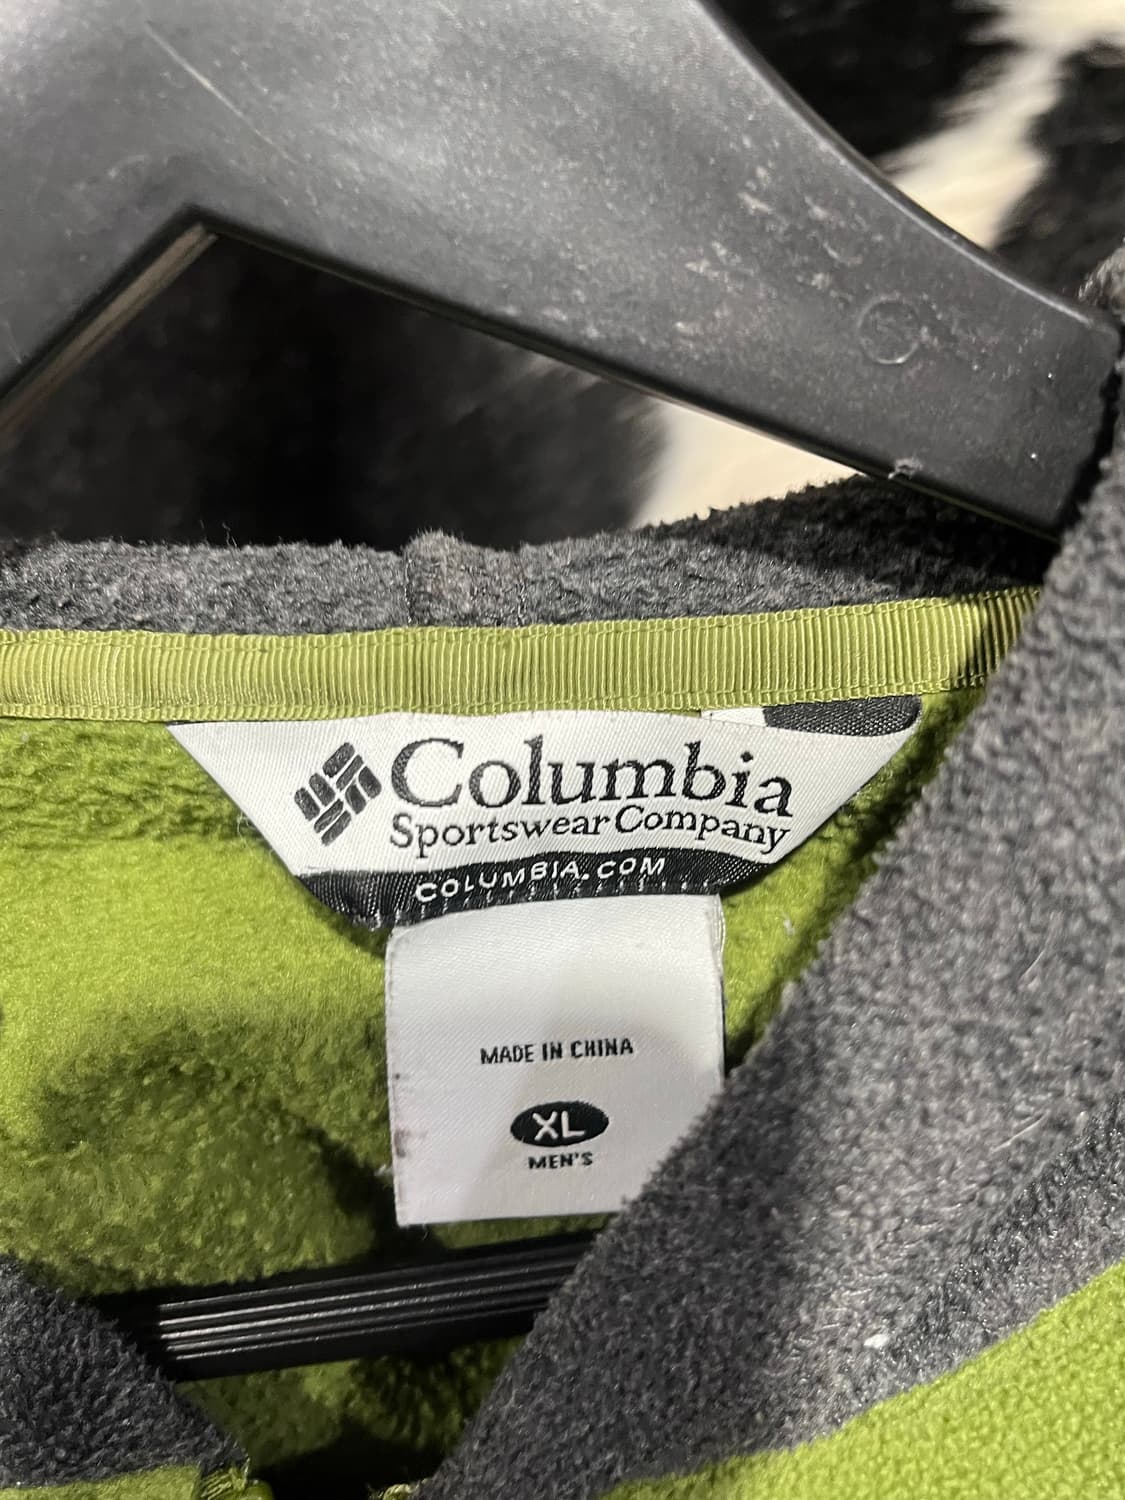 Columbia
Sportswear Company
COLUMBIA.COM
MADE IN CHINA
XL
MEN'S